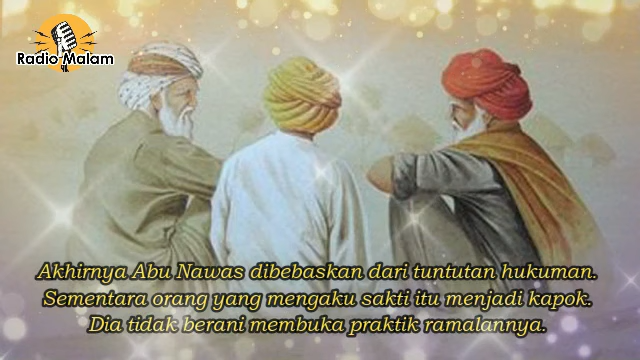 Radio Malam
Akhirnya Abu Nawas dibebaskan dari tuntutan hukuman.
Sementara orang yang mengaku sakti itu menjadi kapok.
Dia tidak berani membuka praktik ramalannya.